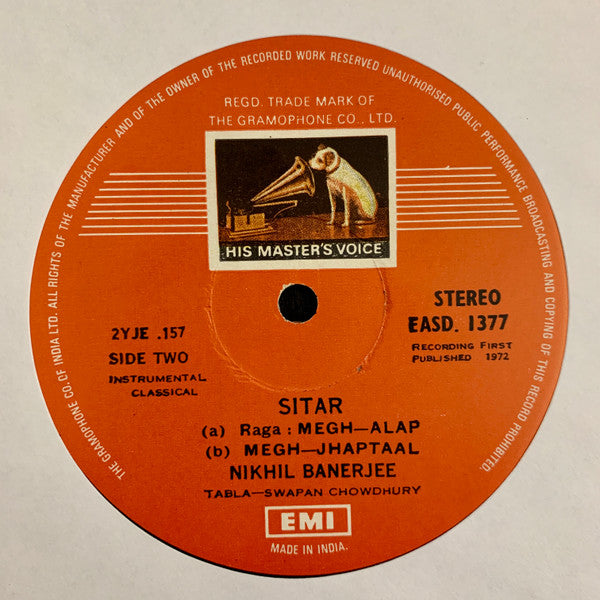 THE GRAMOPHONE CO. OF INDIA LTD. ALL RIGHTS OF THE MANUFACTURER AND OF THE OWNER OF THE RECORDED WORK RESERVED UNAUTHORISED PUBLIC PERFORMANCE BROADCASTING AND COPYING OF THIS RECORD PROHIBITED.
REGD. TRADE MARK OF
THE GRAMOPHONE CO., LTD.
HIS MASTER'S VOICE
2YJE .157
SIDE TWO
INSTRUMENTAL
CLASSICAL
STEREO
EASD. 1377
RECORDING FIRST
PUBLISHED 1972
SITAR
(a) Raga : MEGH—ALAP
(b) MEGH—JHAPTAAL
NIKHIL BANERJEE
TABLA—SWAPAN CHOWDHURY
EMI
MADE IN INDIA.